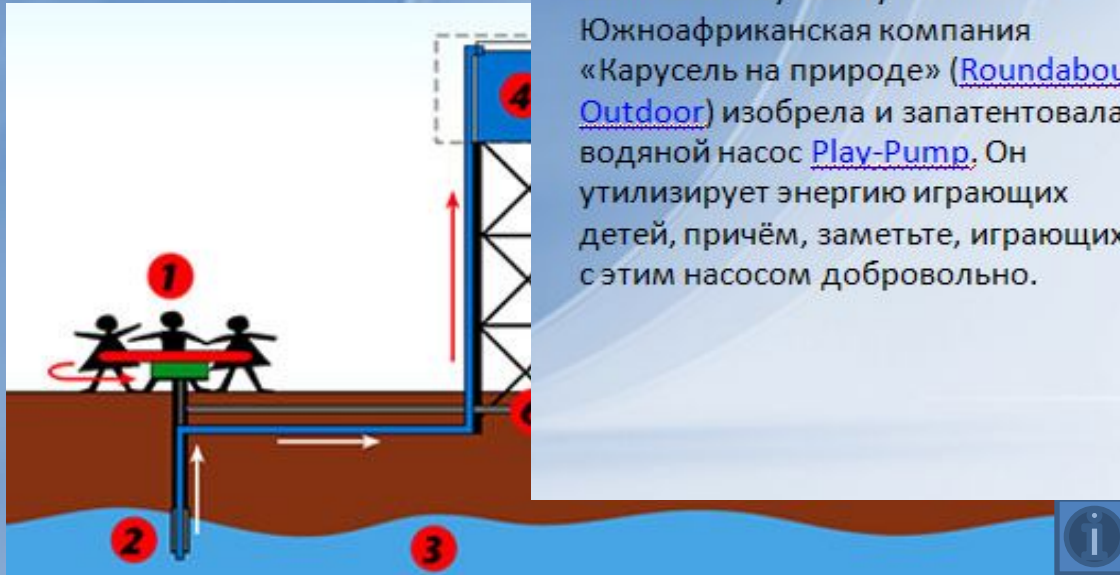 Южноафриканская компания
«Карусель на природе» (Roundabou
Outdoor) изобрела и запатентовала
водяной насос Play-Pump. Он
утилизирует энергию играющих
детей, причём, заметьте, играющих
с этим насосом добровольно.
4
1
2
3
i